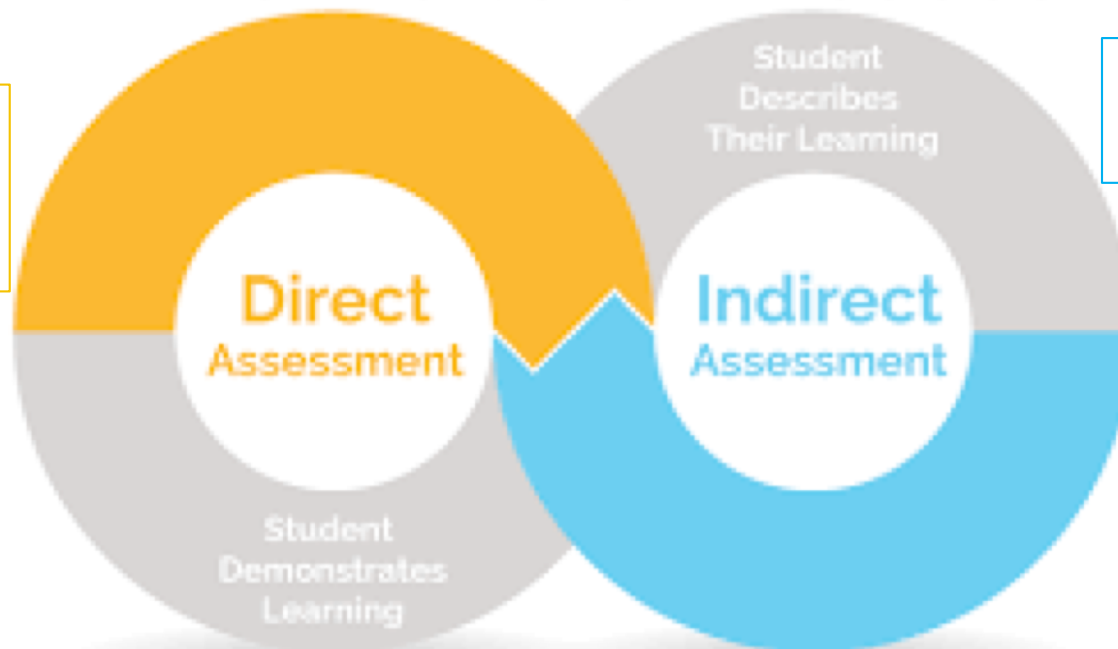 Direct
Assessment
Student
Demonstrates
Learning
Student
Describes
Their Learning
Indirect
Assessment